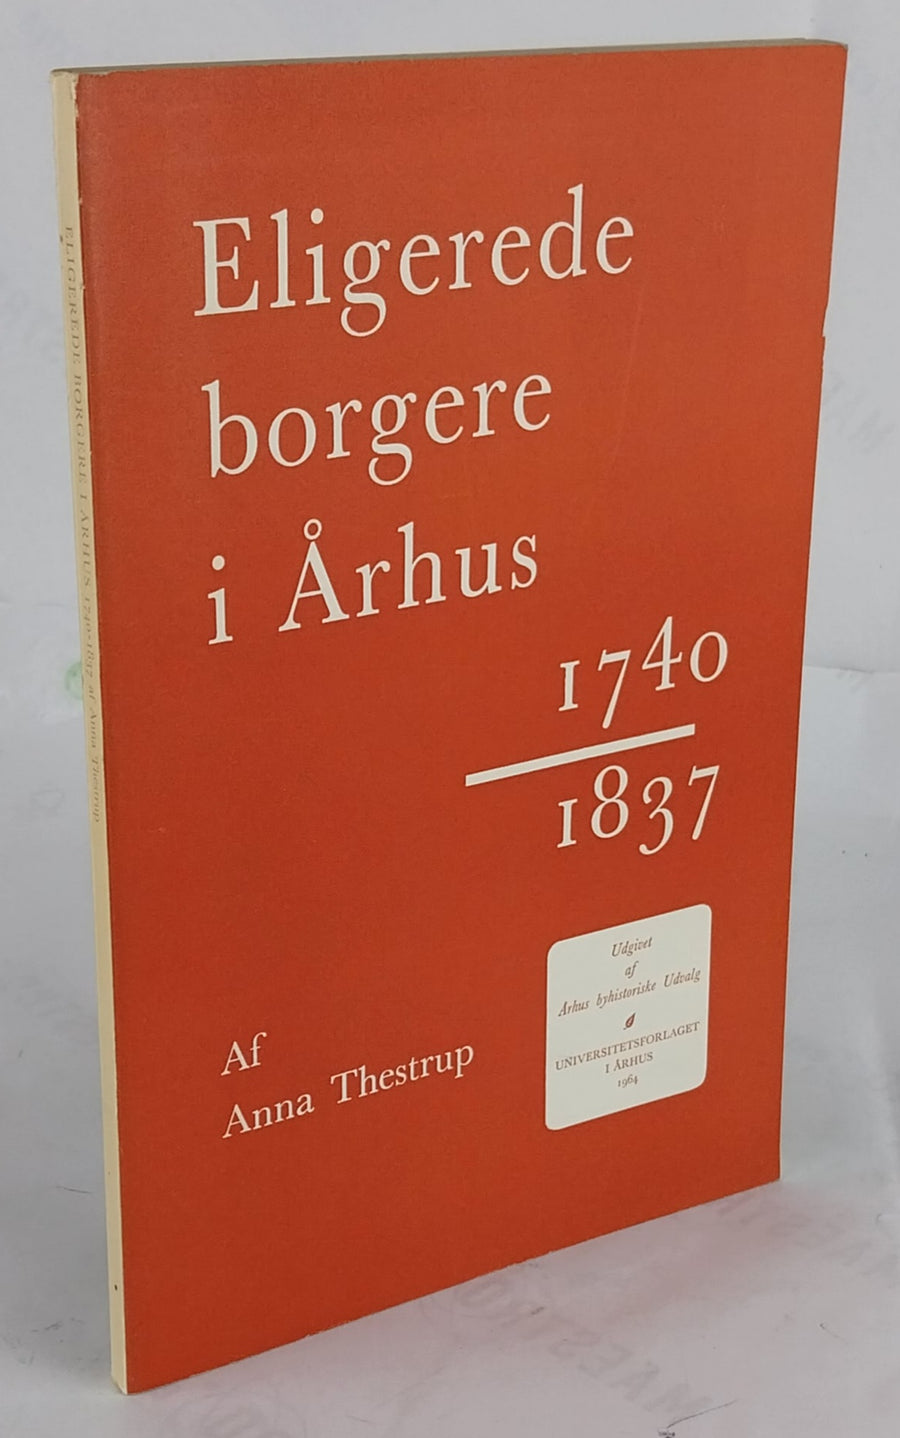 Eligerede
borgere
i Århus
1740
1837
Udgivet
af
Århus byhistoriske Udvalg
UNIVERSITETSFORLAGET
I ÅRHUS
1964
Af
Anna Thestrup
ELIGEREDE BORGERE I ÅRHUS 1740-1837 af Anna Thestrup